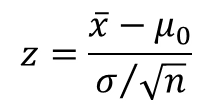 z = (x̄ − μ₀) / (σ/√n)